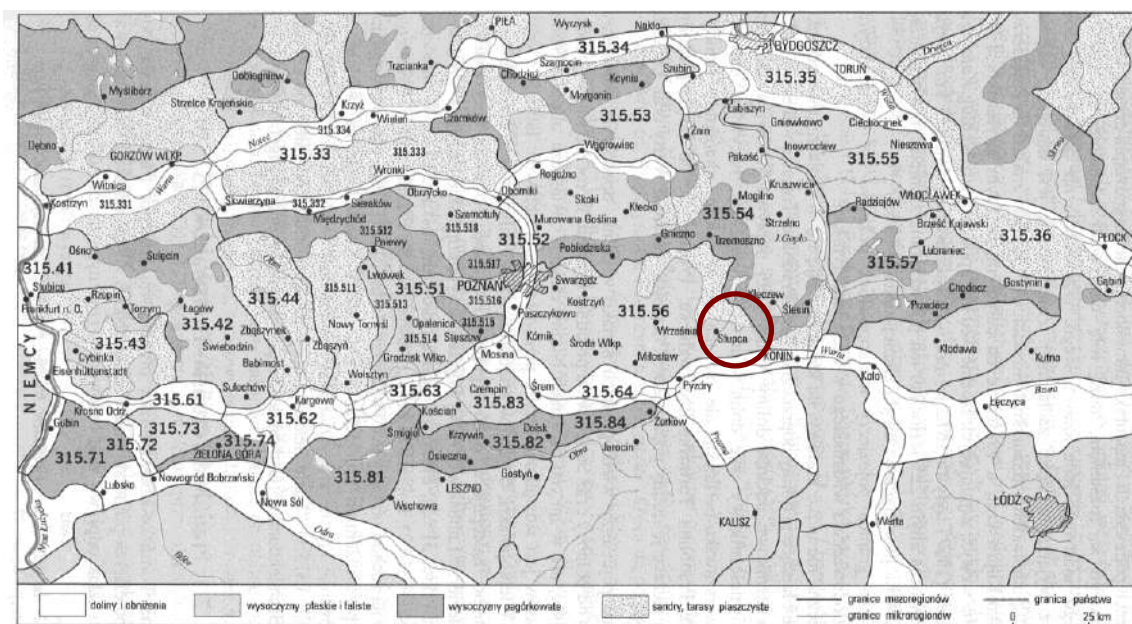 PIŁA
Wyrzysk
Nakło
BYDGOSZCZ
Drwęca
315.34
Dobiegniew
Trzcianka
Szamocin
Chodzież
Kcynia
Szubin
315.35
TORUŃ
Myślibórz
Margonin
Strzelce Krajeńskie
Krzyż
Wieleń
Czarnków
315.53
Łabiszyn
Wisła
315.334
Gniewkowo
Ciechocinek
Noteć
Żnin
Skrwa
Dębno
315.33
315.333
Wągrowiec
Inowrocław
Nieszawa
GORZÓW WLKP.
Pakość
315.55
Witnica
Warta
Wronki
Rogoźno
Kruszwica
WŁOCŁAWEK
Kostrzyn
315.331
Skwierzyna
315.332
Sieraków
Obrzycko
Oborniki
Skoki
Mogilno
Radziejów
Międzychód
Szamotuły
Kłecko
315.54
Strzelno
Brześć Kujawski
315.512
315.518
Murowana Goślina
Ośno
Pniewy
315.52
Gniezno
J. Gopło
Lubraniec
PŁOCK
315.41
Sulęcin
Obra
Pobiedziska
Trzemeszno
315.36
Słubice
Lwówek
315.517
315.57
Rzepin
315.44
315.511
315.51
POZNAŃ
Swarzędz
Gostynin
Gąbin
Frankfurt n. O.
Torzym
Łagów
315.513
315.516
Kostrzyn
Kleczew
Chodecz
315.42
Nowy Tomyśl
Opalenica
Puszczykowo
315.56
Ślesin
Przedecz
315.43
Zbąszynek
315.515
Września
Świebodzin
Zbąszyń
315.514
Stęszew
Kórnik
Słupca
Cybinka
Babimost
Grodzisk Wlkp.
Środa Wlkp.
Kłodawa
Mosina
Miłosław
KONIN
Warta
Kutno
Eisenhüttenstadt
Wolsztyn
Koło
NIEMCY
Sulechów
315.63
Czempiń
Śrem
315.64
Pyzdry
Bzura
315.61
Kargowa
Krosno Odrz.
315.62
Kościan
315.83
Łęczyca
Gubin
315.73
Śmigiel
Krzywiń
Dolsk
315.84
Żerków
315.72
315.74
315.82
Prosna
315.71
ZIELONA GÓRA
Osieczna
Obra
Jarocin
Lubsko
Nowogród Bobrzański
315.81
LESZNO
Gostyń
Nowa Sól
Wschowa
ŁÓDŹ
Nysa Łużycka
Odra
KALISZ
Warta
Bóbr
doliny i obniżenia
wysoczyzny płaskie i faliste
wysoczyzny pagórkowate
sandry, tarasy piaszczyste
granice mezoregionów
granica państwa
granice mikroregionów
0 25 km